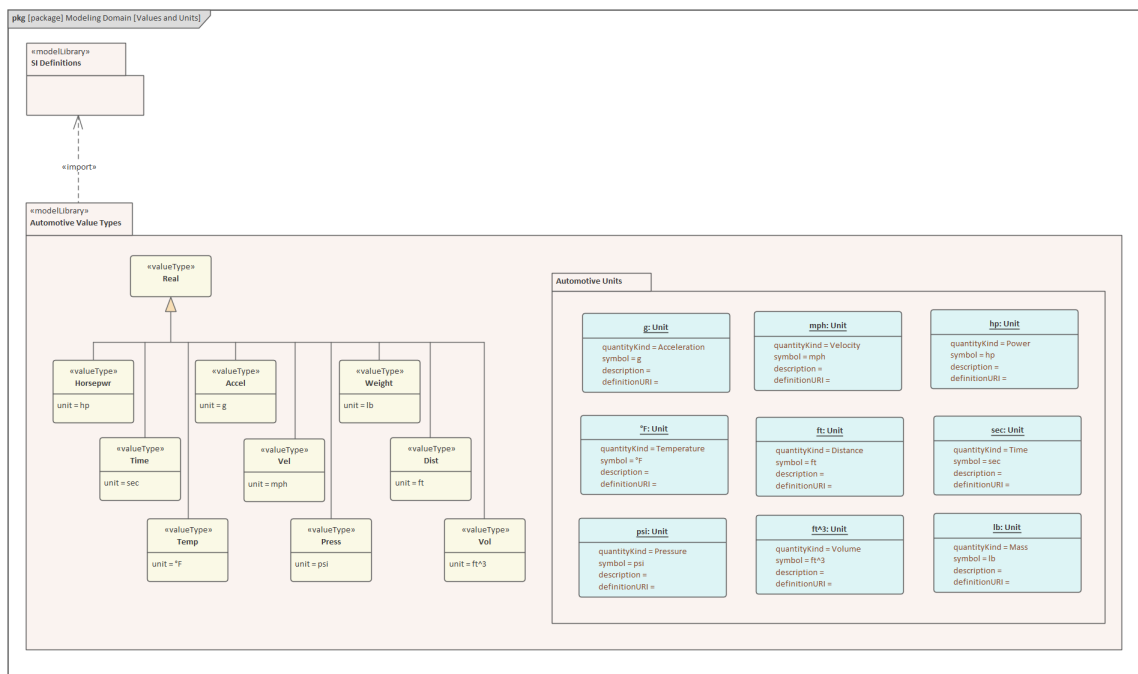 pkg [package] Modeling Domain [Values and Units]
«modelLibrary»
SI Definitions
«import»
«modelLibrary»
Automotive Value Types
«valueType»
Real
«valueType»
Horsepwr
unit = hp
«valueType»
Accel
unit = g
«valueType»
Weight
unit = lb
«valueType»
Time
unit = sec
«valueType»
Vel
unit = mph
«valueType»
Dist
unit = ft
«valueType»
Temp
unit = °F
«valueType»
Press
unit = psi
«valueType»
Vol
unit = ft^3
Automotive Units
g: Unit
quantityKind = Acceleration
symbol = g
description =
definitionURI =
mph: Unit
quantityKind = Velocity
symbol = mph
description =
definitionURI =
hp: Unit
quantityKind = Power
symbol = hp
description =
definitionURI =
°F: Unit
quantityKind = Temperature
symbol = °F
description =
definitionURI =
ft: Unit
quantityKind = Distance
symbol = ft
description =
definitionURI =
sec: Unit
quantityKind = Time
symbol = sec
description =
definitionURI =
psi: Unit
quantityKind = Pressure
symbol = psi
description =
definitionURI =
ft^3: Unit
quantityKind = Volume
symbol = ft^3
description =
definitionURI =
lb: Unit
quantityKind = Mass
symbol = lb
description =
definitionURI =